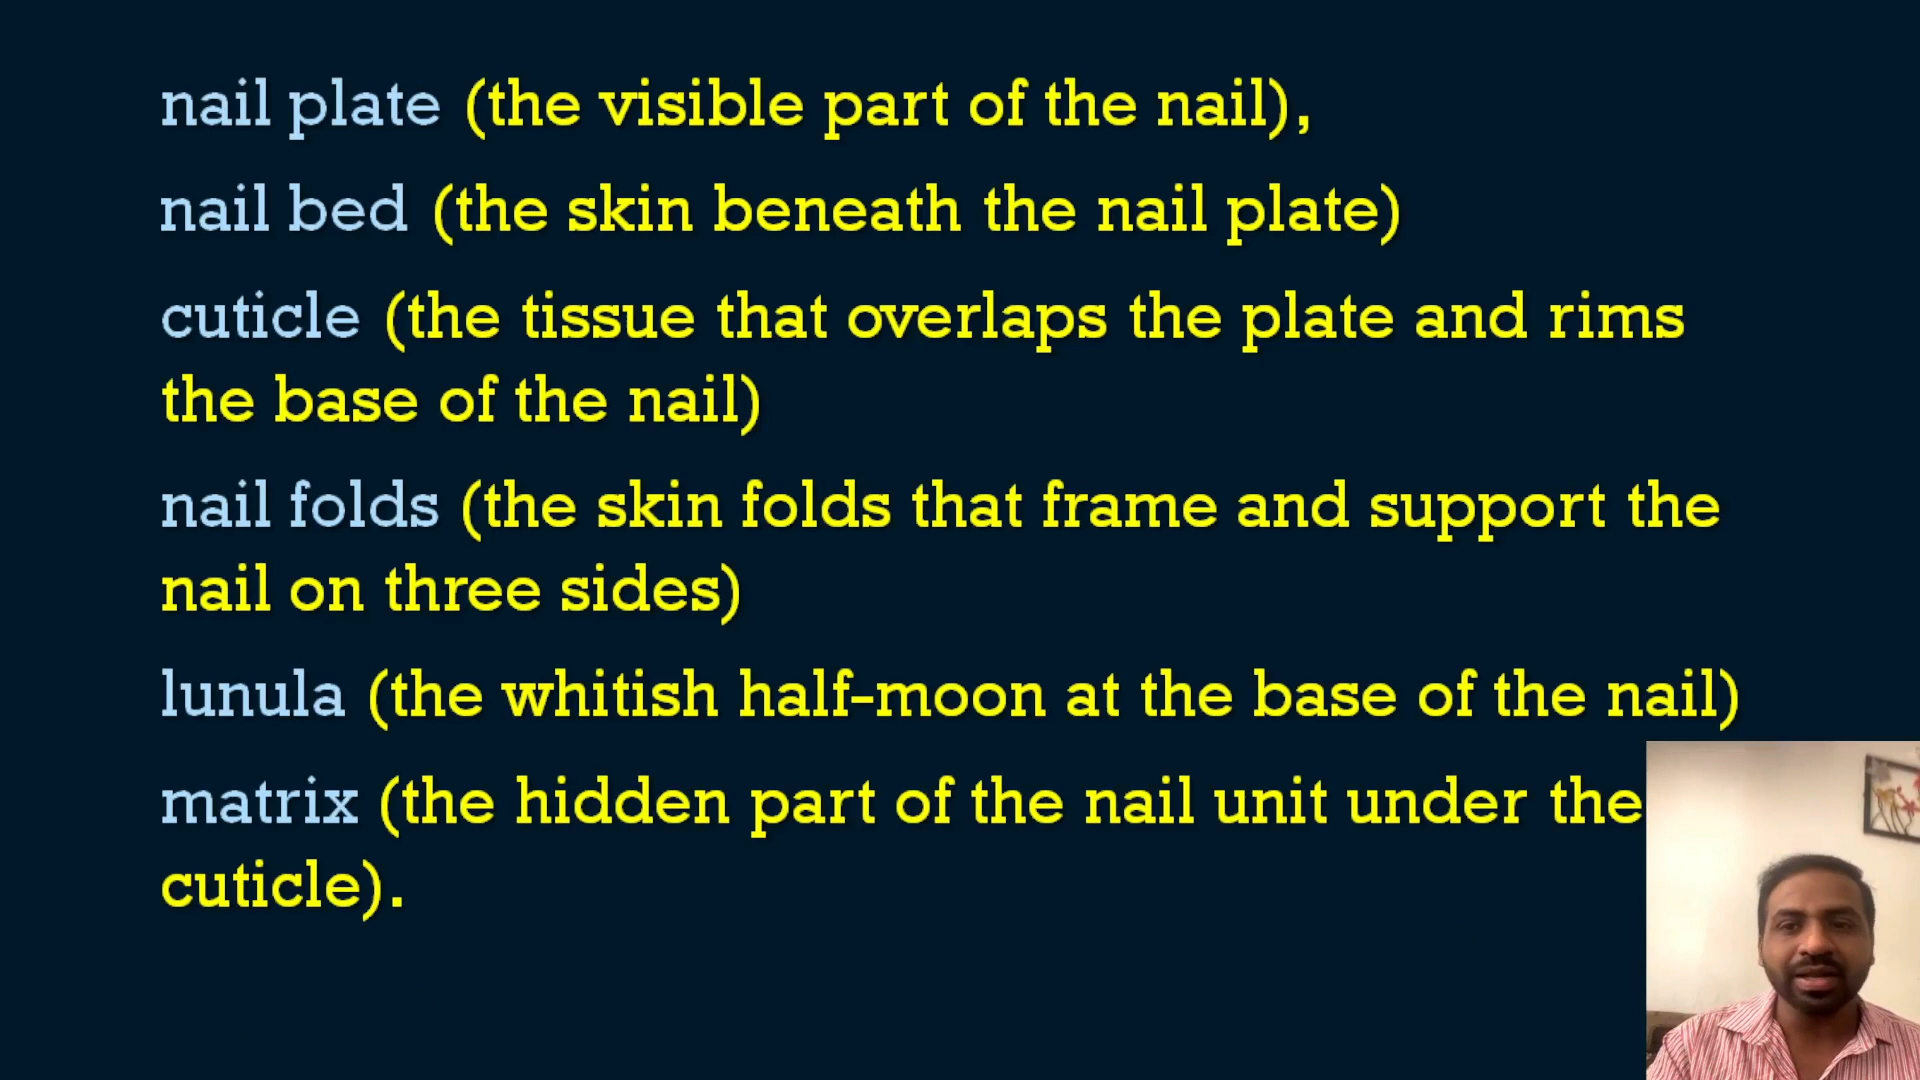 nail plate (the visible part of the nail),
nail bed (the skin beneath the nail plate)
cuticle (the tissue that overlaps the plate and rims
the base of the nail)
nail folds (the skin folds that frame and support the
nail on three sides)
lunula (the whitish half-moon at the base of the nail)
matrix (the hidden part of the nail unit under the
cuticle).